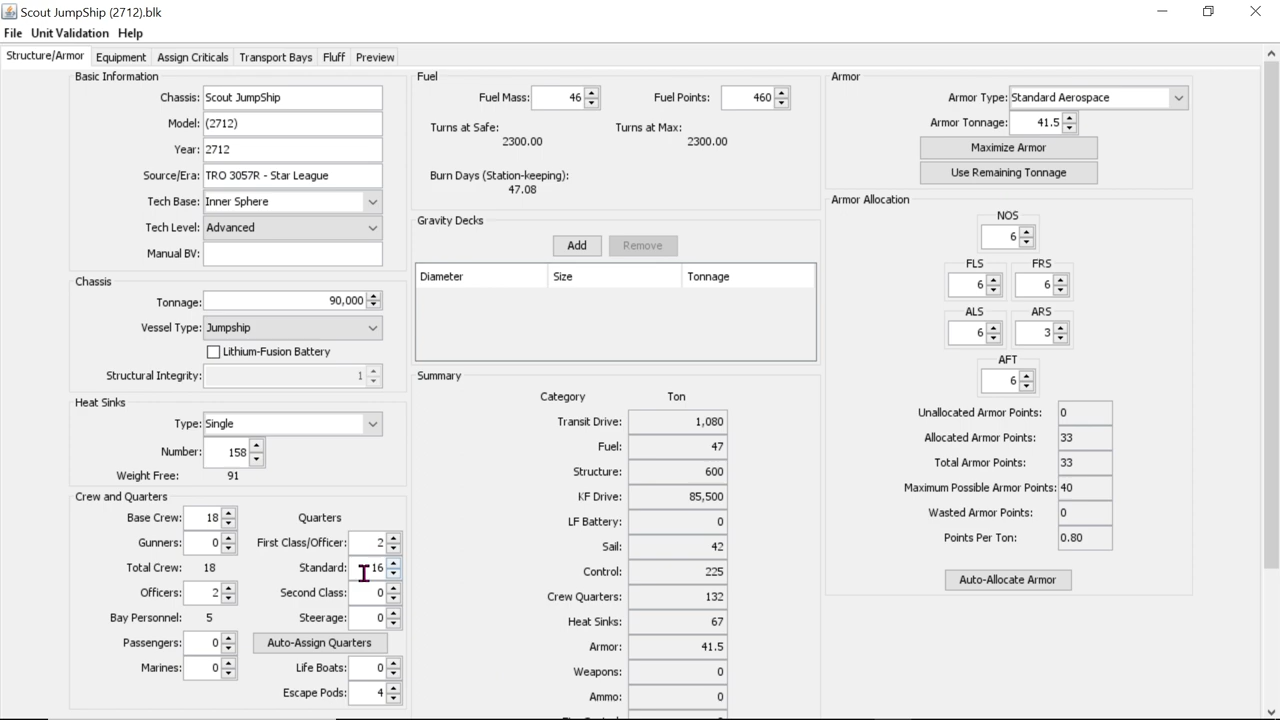 Scout JumpShip (2712).blk
File Unit Validation Help
Structure/Armor Equipment Assign Criticals Transport Bays Fluff Preview
Basic Information
Chassis: Scout JumpShip
Model: (2712)
Year: 2712
Source/Era: TRO 3057R - Star League
Tech Base: Inner Sphere
Tech Level: Advanced
Manual BV:
Chassis
Tonnage: 90,000
Vessel Type: Jumpship
Lithium-Fusion Battery
Structural Integrity: 1
Heat Sinks
Type: Single
Number: 158
Weight Free: 91
Crew and Quarters
Base Crew: 18 Quarters
Gunners: 0 First Class/Officer: 2
Total Crew: 18 Standard: 16
Officers: 2 Second Class: 0
Bay Personnel: 5 Steerage: 0
Passengers: 0 Auto-Assign Quarters
Marines: 0 Life Boats: 0
Escape Pods: 4
Fuel
Fuel Mass: 46 Fuel Points: 460
Turns at Safe: Turns at Max:
2300.00 2300.00
Burn Days (Station-keeping):
47.08
Gravity Decks
Add Remove
Diameter Size Tonnage
Summary
Category Ton
Transit Drive: 1,080
Fuel: 47
Structure: 600
KF Drive: 85,500
LF Battery: 0
Sail: 42
Control: 225
Crew Quarters: 132
Heat Sinks: 67
Armor: 41.5
Weapons: 0
Ammo: 0
Armor
Armor Type: Standard Aerospace
Armor Tonnage: 41.5
Maximize Armor
Use Remaining Tonnage
Armor Allocation
NOS
6
FLS FRS
6 6
ALS ARS
6 3
AFT
6
Unallocated Armor Points: 0
Allocated Armor Points: 33
Total Armor Points: 33
Maximum Possible Armor Points: 40
Wasted Armor Points: 0
Points Per Ton: 0.80
Auto-Allocate Armor